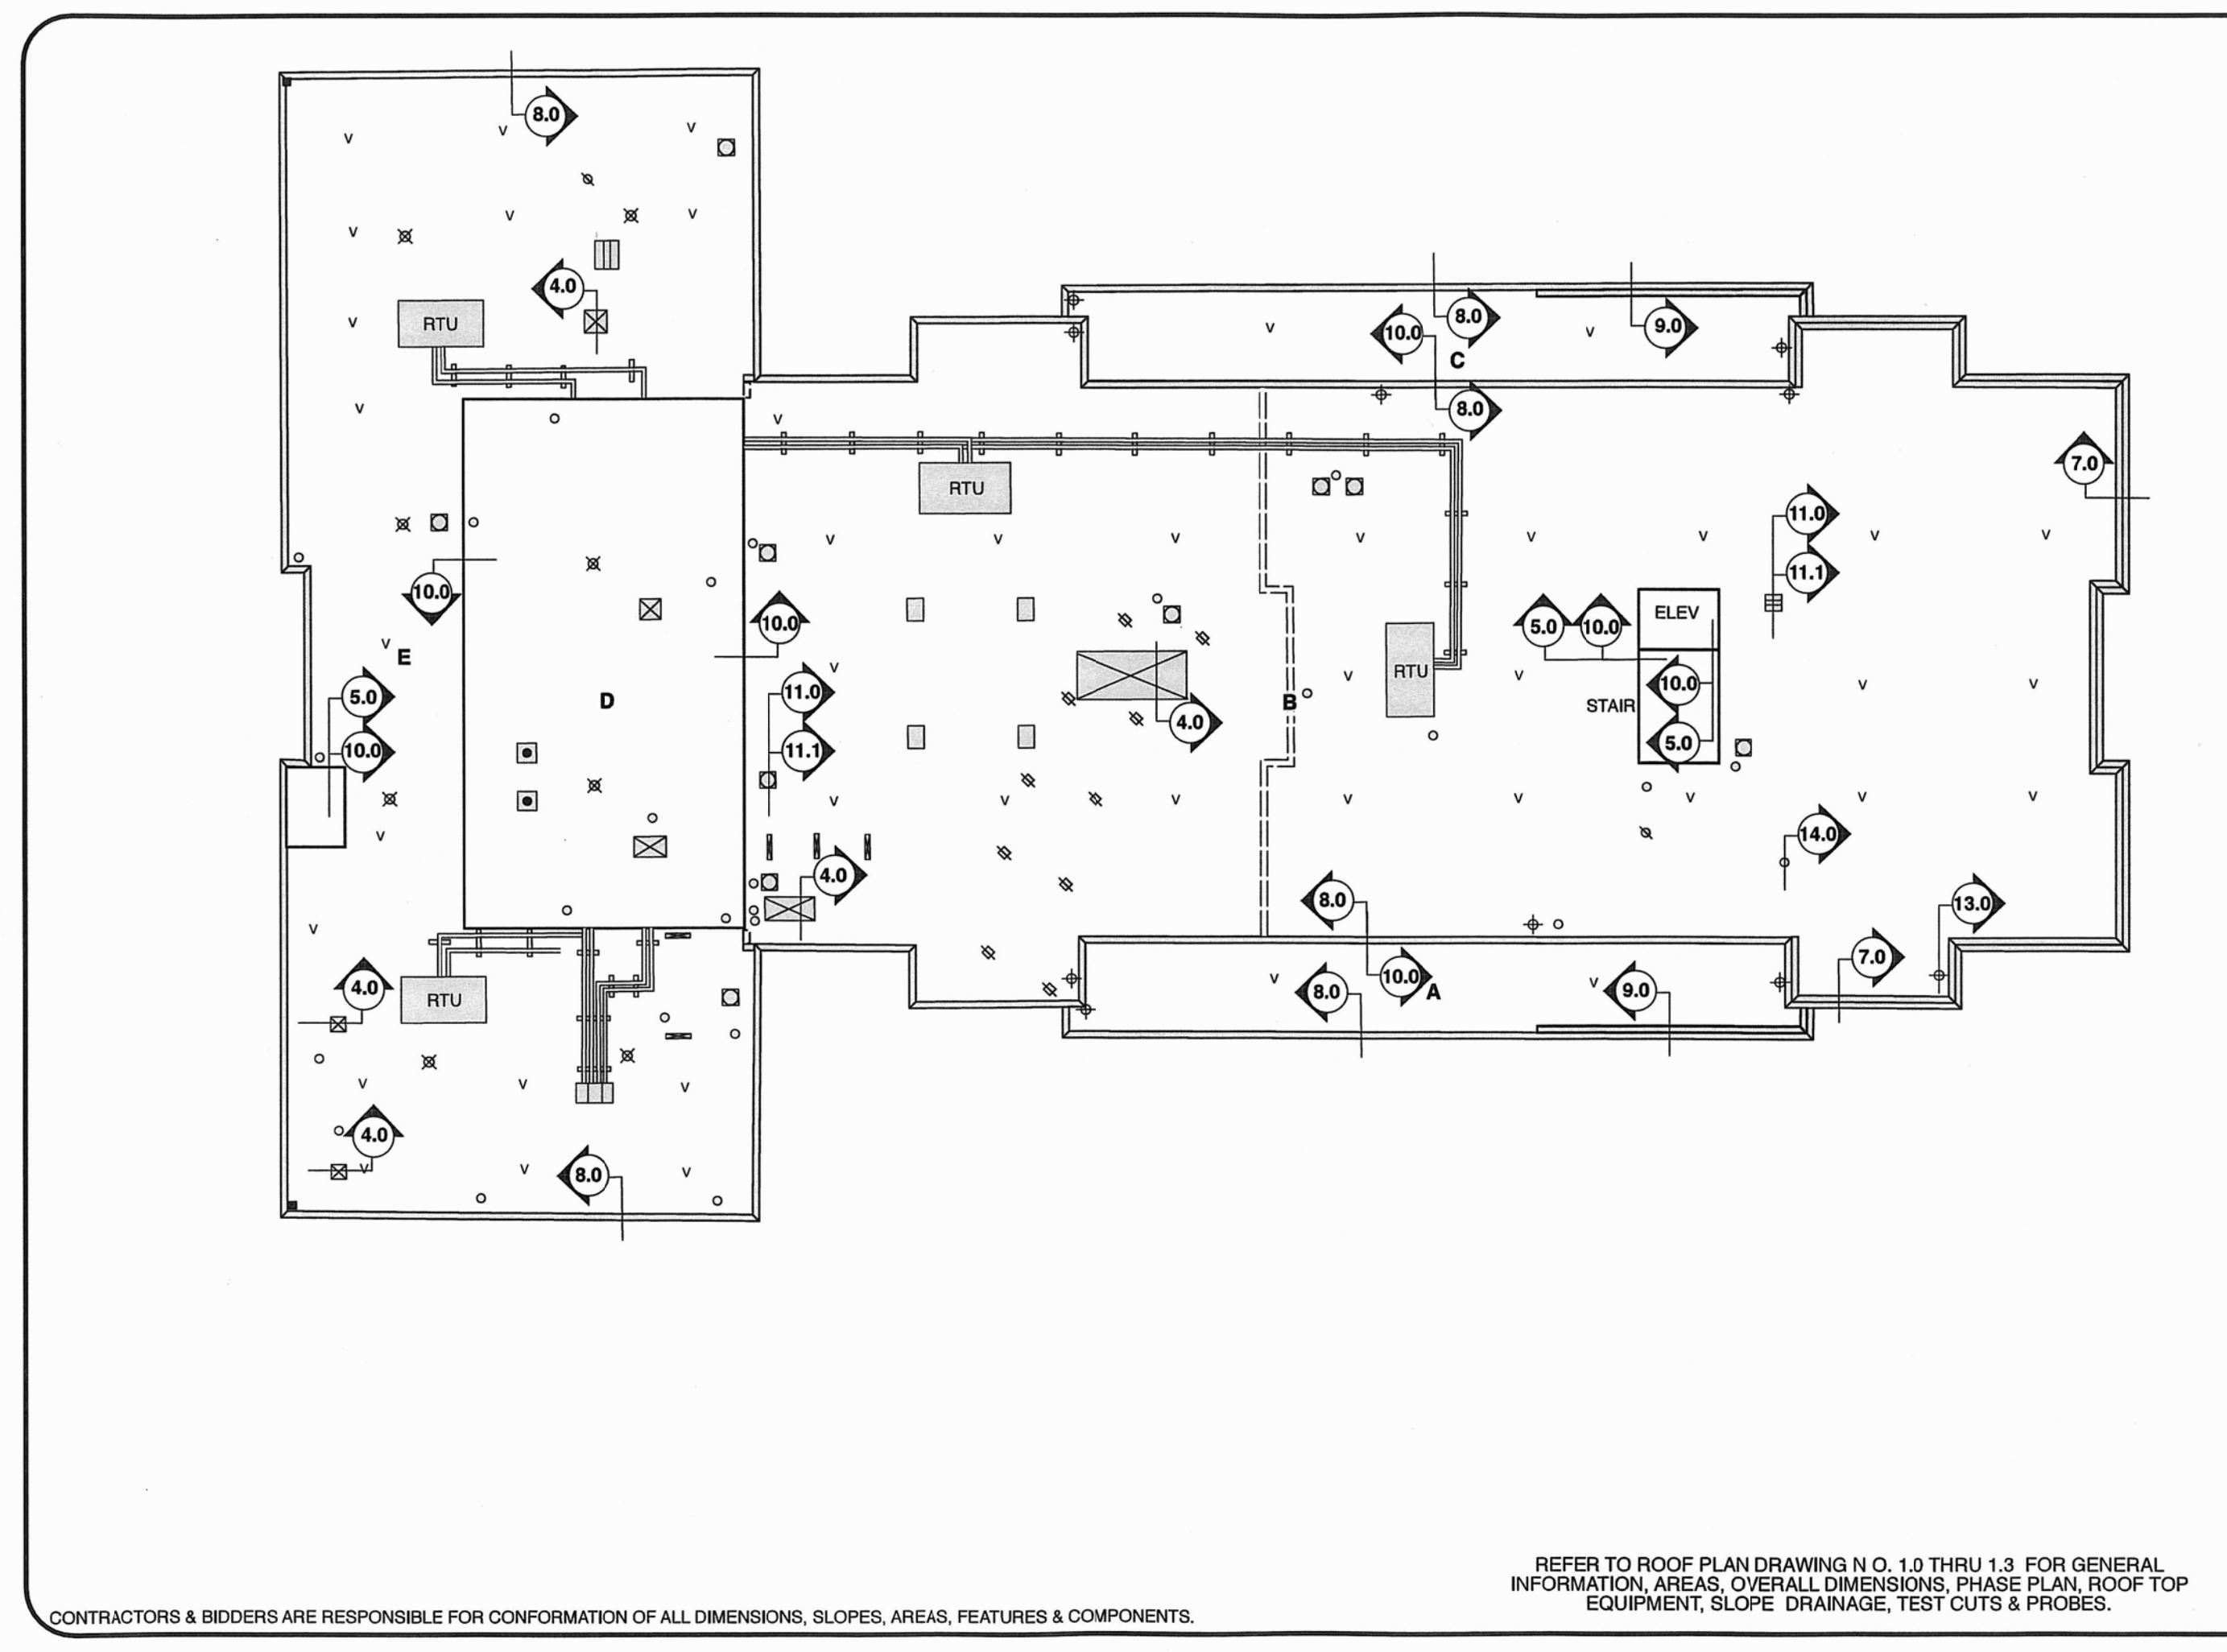 8.0
V V V
V V
V
4.0
RTU
V
V
8.0
10.0
V
V
9.0
C
8.0
V
7.0
RTU
11.0
V V V V V V V V
11.1
10.0
10.0
5.0
10.0
ELEV
V
E
V
V
V
V
V
RTU
10.0
5.0
11.0
D
B
STAIR
4.0
10.0
11.1
5.0
V V V V V V V V
V
14.0
4.0
8.0
13.0
V
7.0
4.0
RTU
V
8.0
10.0
A
V
9.0
V V V
4.0
V V V
8.0
REFER TO ROOF PLAN DRAWING N O. 1.0 THRU 1.3 FOR GENERAL
INFORMATION, AREAS, OVERALL DIMENSIONS, PHASE PLAN, ROOF TOP
EQUIPMENT, SLOPE DRAINAGE, TEST CUTS & PROBES.
CONTRACTORS & BIDDERS ARE RESPONSIBLE FOR CONFORMATION OF ALL DIMENSIONS, SLOPES, AREAS, FEATURES & COMPONENTS.